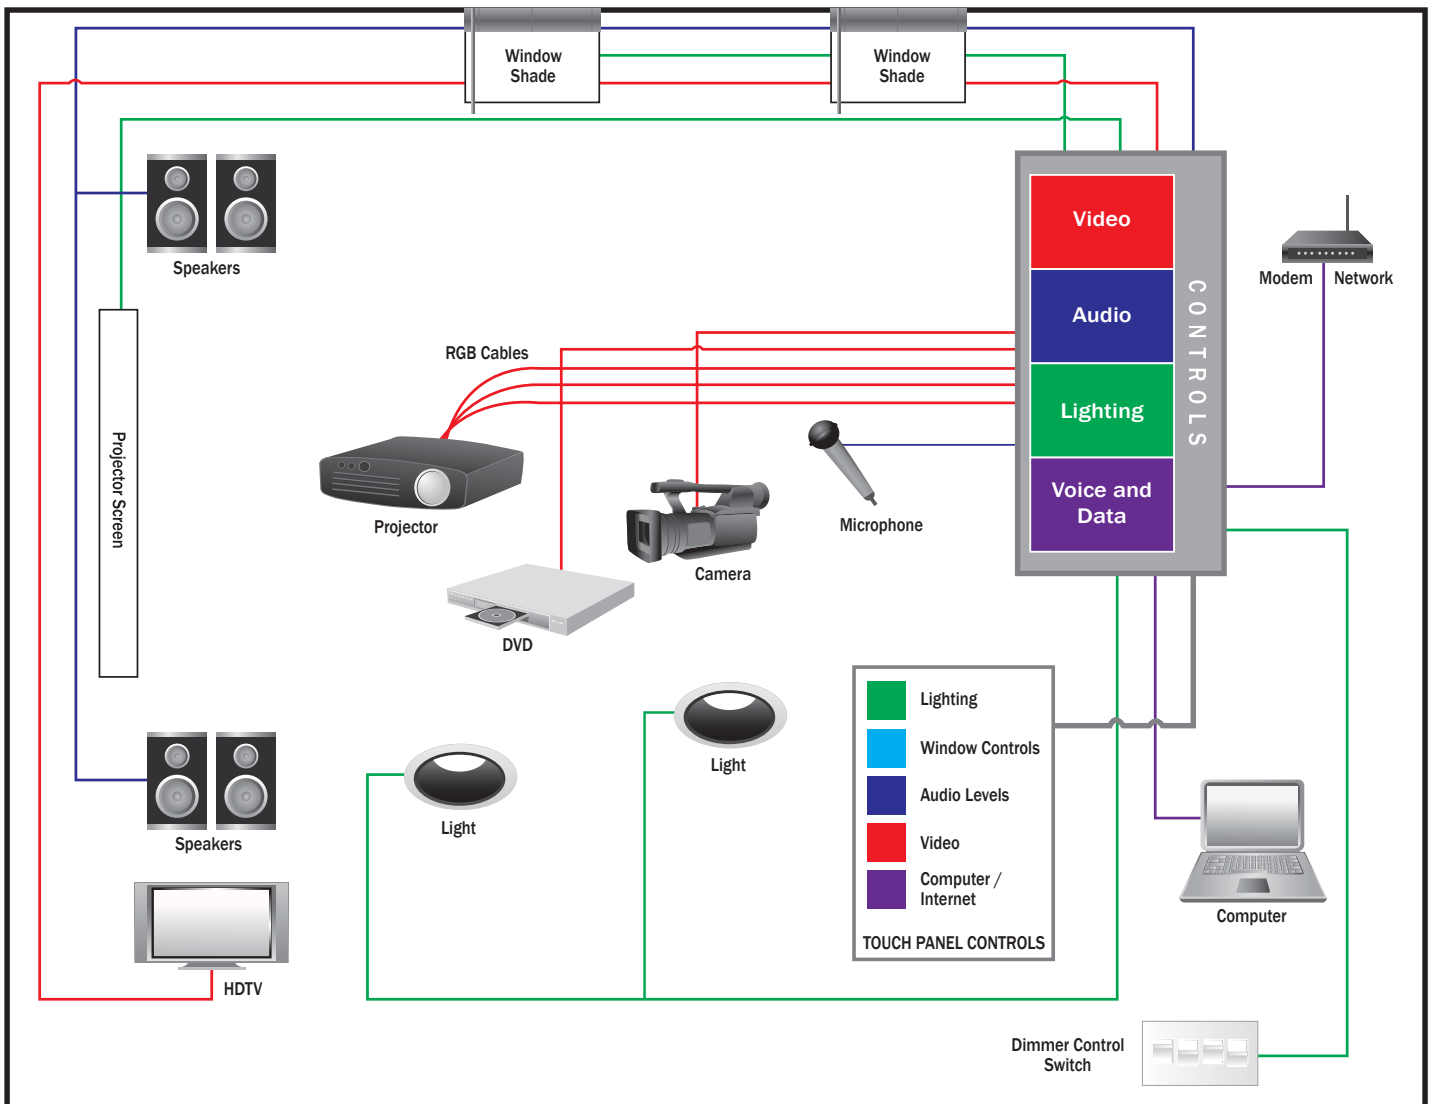 Window
Shade
Window
Shade
Speakers
Video
Audio
Lighting
Voice and
Data
CONTROLS
Modem
Network
RGB Cables
Projector Screen
Projector
Camera
Microphone
DVD
Light
Light
Speakers
HDTV
Lighting
Window Controls
Audio Levels
Video
Computer /
Internet
TOUCH PANEL CONTROLS
Computer
Dimmer Control
Switch